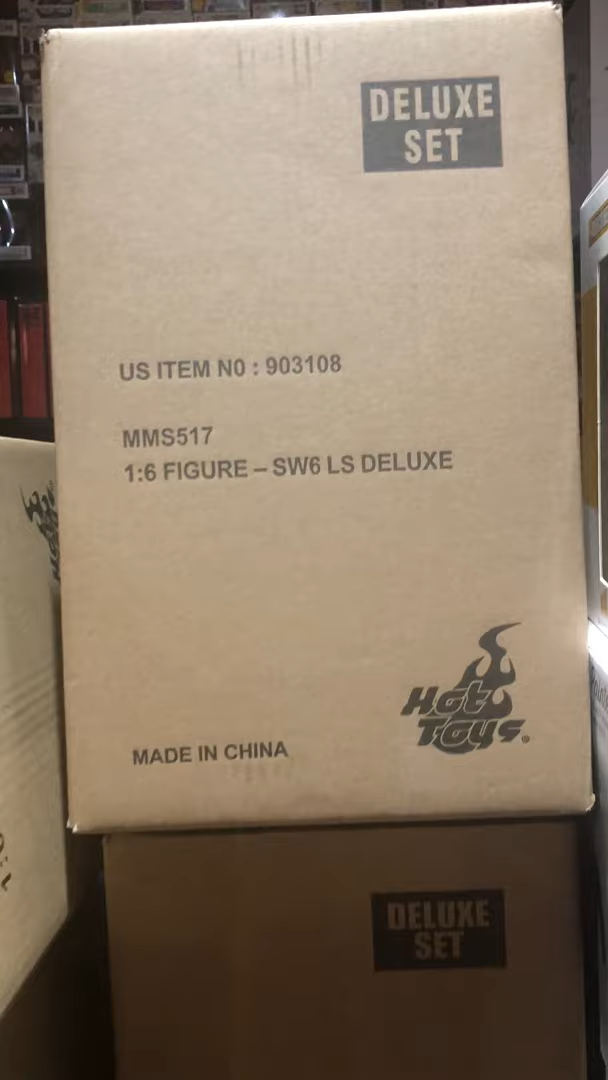 DELUXE
SET
US ITEM N0 : 903108
MMS517
1:6 FIGURE – SW6 LS DELUXE
Hot
Toys®
MADE IN CHINA
DELUXE
SET